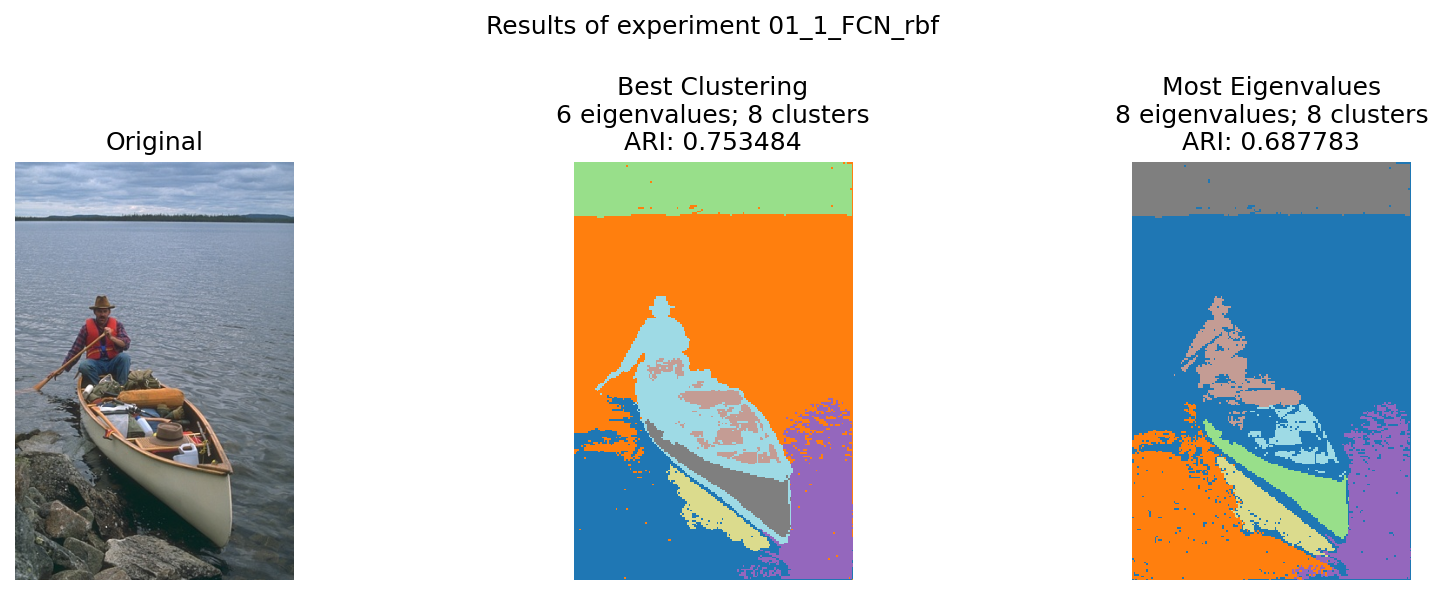 Results of experiment 01_1_FCN_rbf
Original
Best Clustering
6 eigenvalues; 8 clusters
ARI: 0.753484
Most Eigenvalues
8 eigenvalues; 8 clusters
ARI: 0.687783